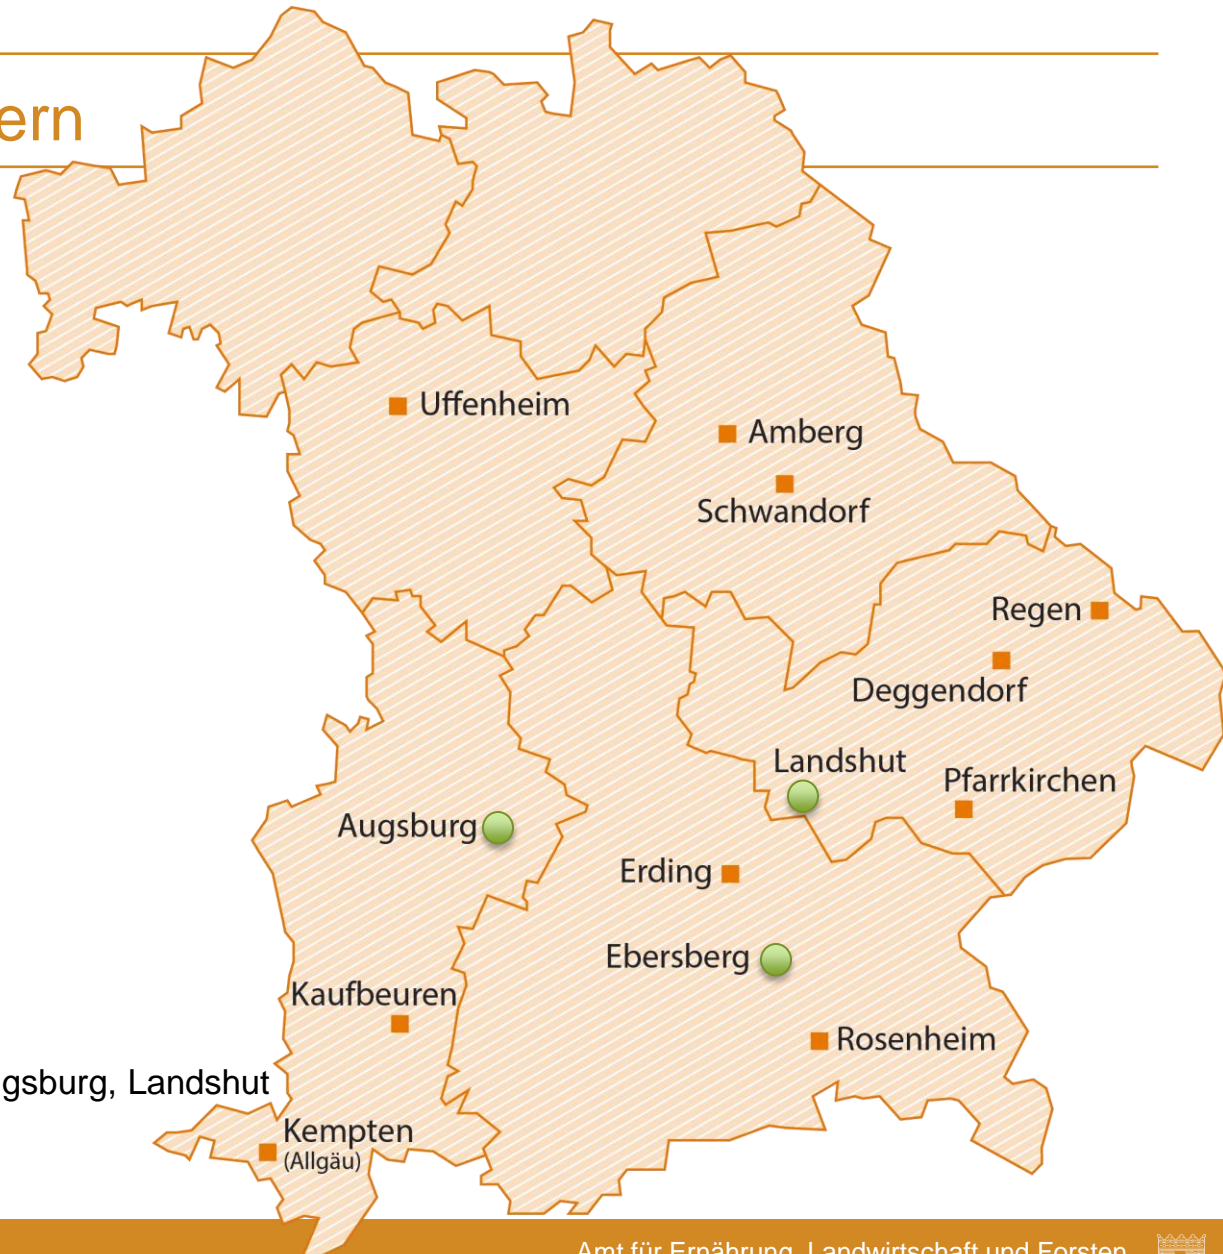 ern
Uffenheim
Amberg
Schwandorf
Regen
Deggendorf
Landshut
Pfarrkirchen
Augsburg
Erding
Ebersberg
Kaufbeuren
Rosenheim
gsburg, Landshut
Kempten
(Allgäu)
Amt für Ernährung, Landwirtschaft und Forsten